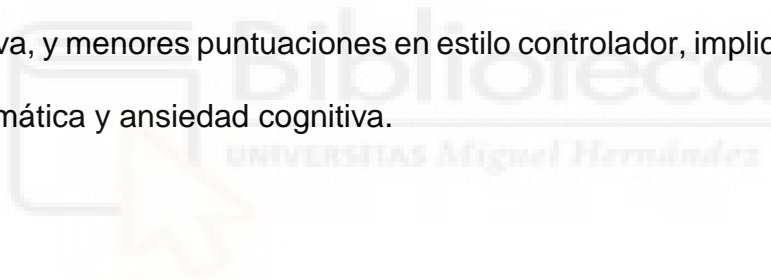 va, y menores puntuaciones en estilo controlador, implic
mática y ansiedad cognitiva.
Biblioteca
UNIVERSITAS Miguel Hernández